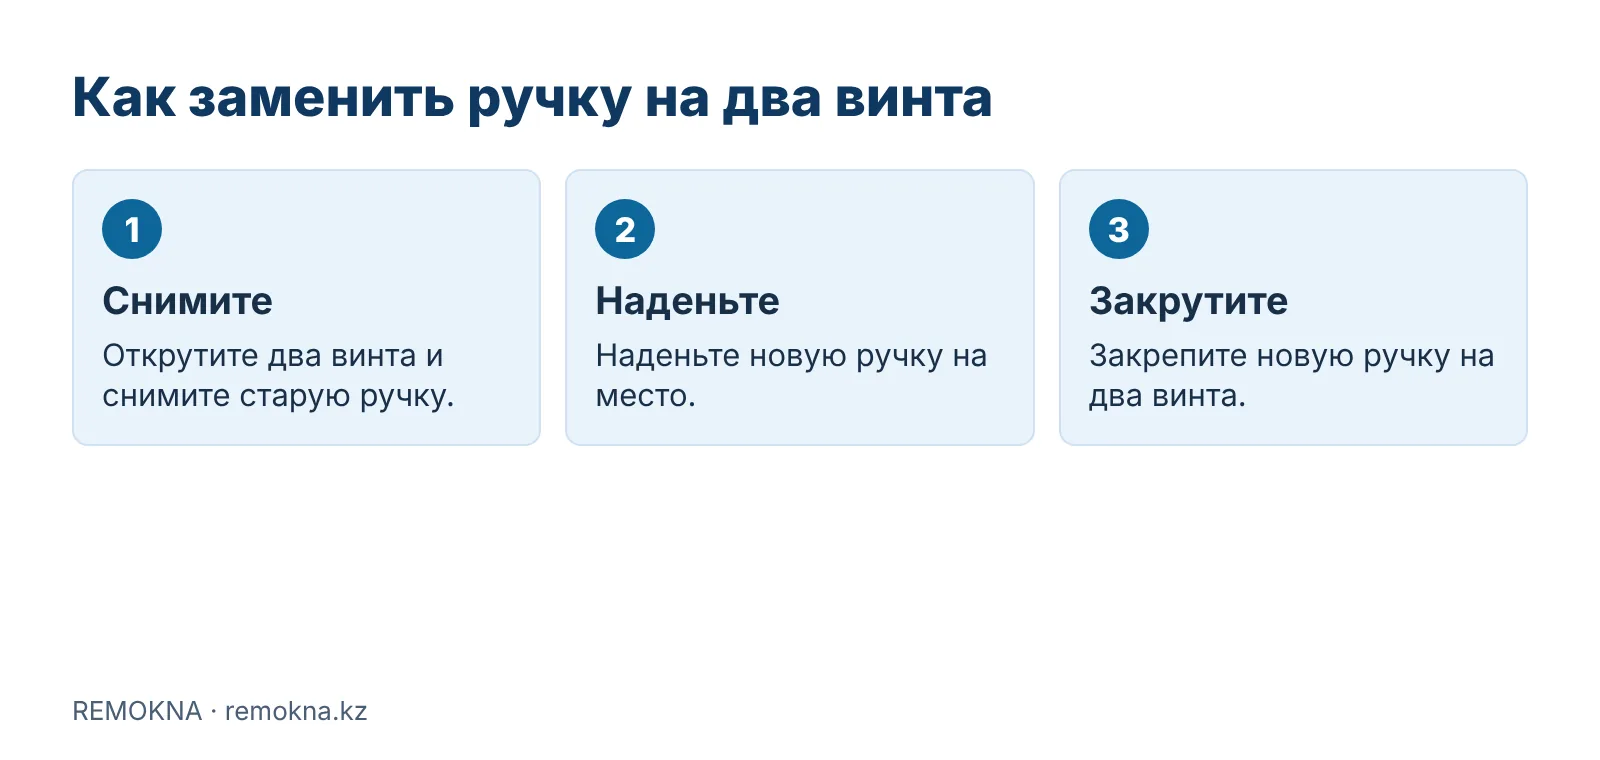 Как заменить ручку на два винта
1
Снимите
Открутите два винта и
снимите старую ручку.
2
Наденьте
Наденьте новую ручку на
место.
3
Закрутите
Закрепите новую ручку на
два винта.
REMOKNA · remokna.kz